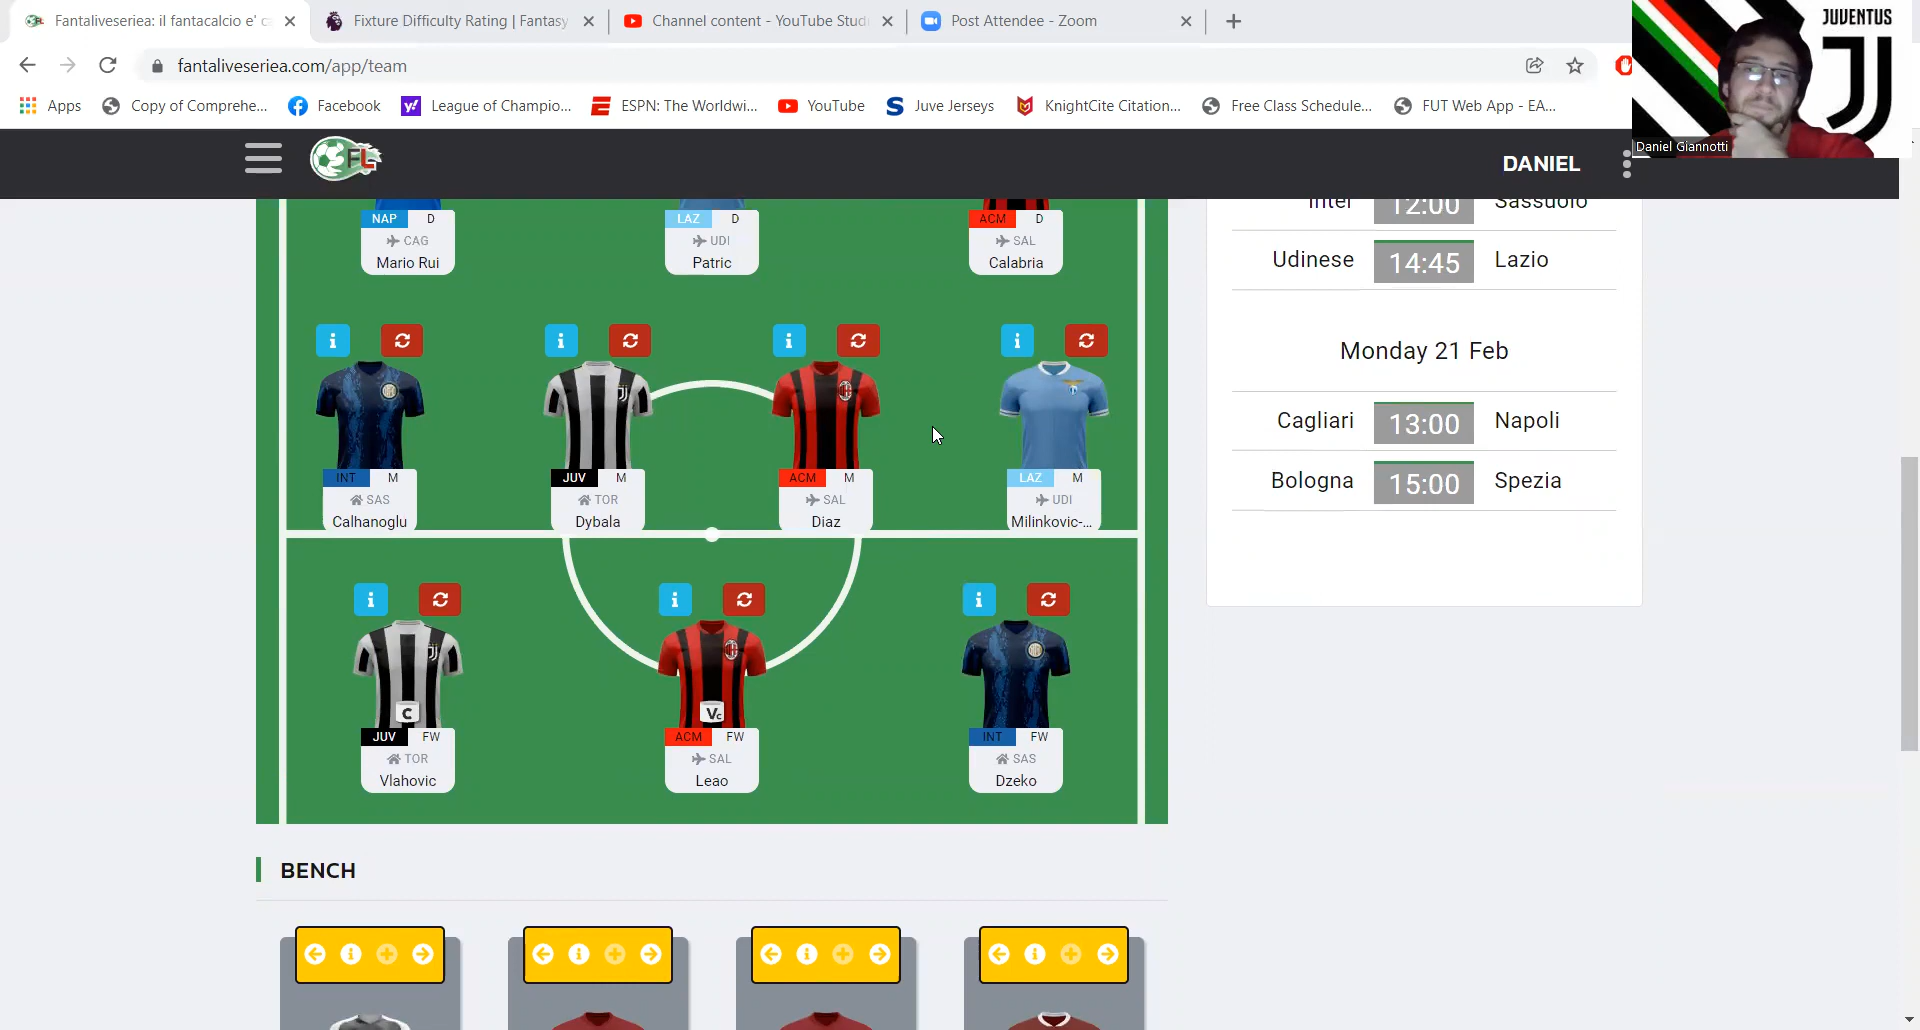 Fantaliveseriea: il fantacalcio e' c
Fixture Difficulty Rating | Fantasy
Channel content - YouTube Studi
Post Attendee - Zoom
fantaliveseriea.com/app/team
Apps
Copy of Comprehe...
Facebook
League of Champio...
ESPN: The Worldwi...
YouTube
Juve Jerseys
KnightCite Citation...
Free Class Schedule...
FUT Web App - EA...
JUVENTUS
Daniel Giannotti
FL
DANIEL
NAP D
CAG
Mario Rui
LAZ D
UDI
Patric
ACM D
SAL
Calabria
INT M
SAS
Calhanoglu
JUV M
TOR
Dybala
ACM M
SAL
Diaz
LAZ M
UDI
Milinkovic-...
C
JUV FW
TOR
Vlahovic
Vc
ACM FW
SAL
Leao
INT FW
SAS
Dzeko
BENCH
Inter 12:00 Sassuolo
Udinese 14:45 Lazio
Monday 21 Feb
Cagliari 13:00 Napoli
Bologna 15:00 Spezia